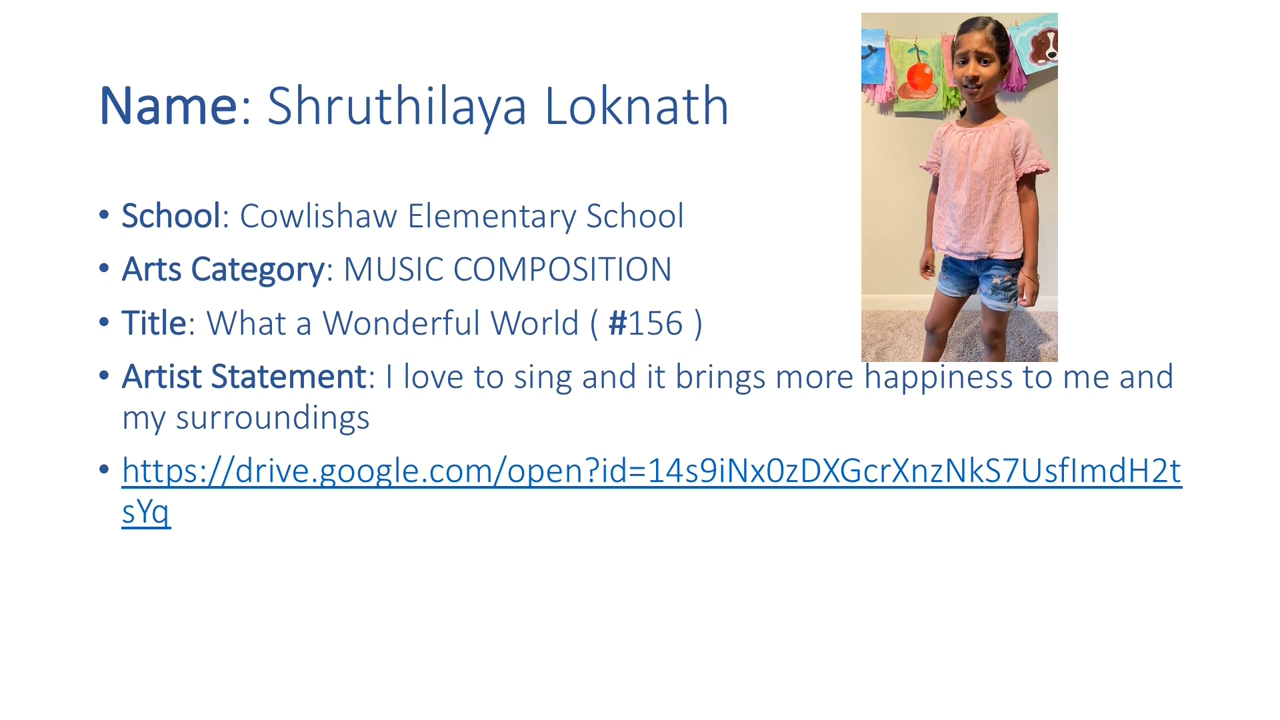 Name: Shruthilaya Loknath
• School: Cowlishaw Elementary School
• Arts Category: MUSIC COMPOSITION
• Title: What a Wonderful World ( #156 )
• Artist Statement: I love to sing and it brings more happiness to me and
my surroundings
• https://drive.google.com/open?id=14s9iNx0zDXGcrXnzNkS7UsfImdH2t
sYq